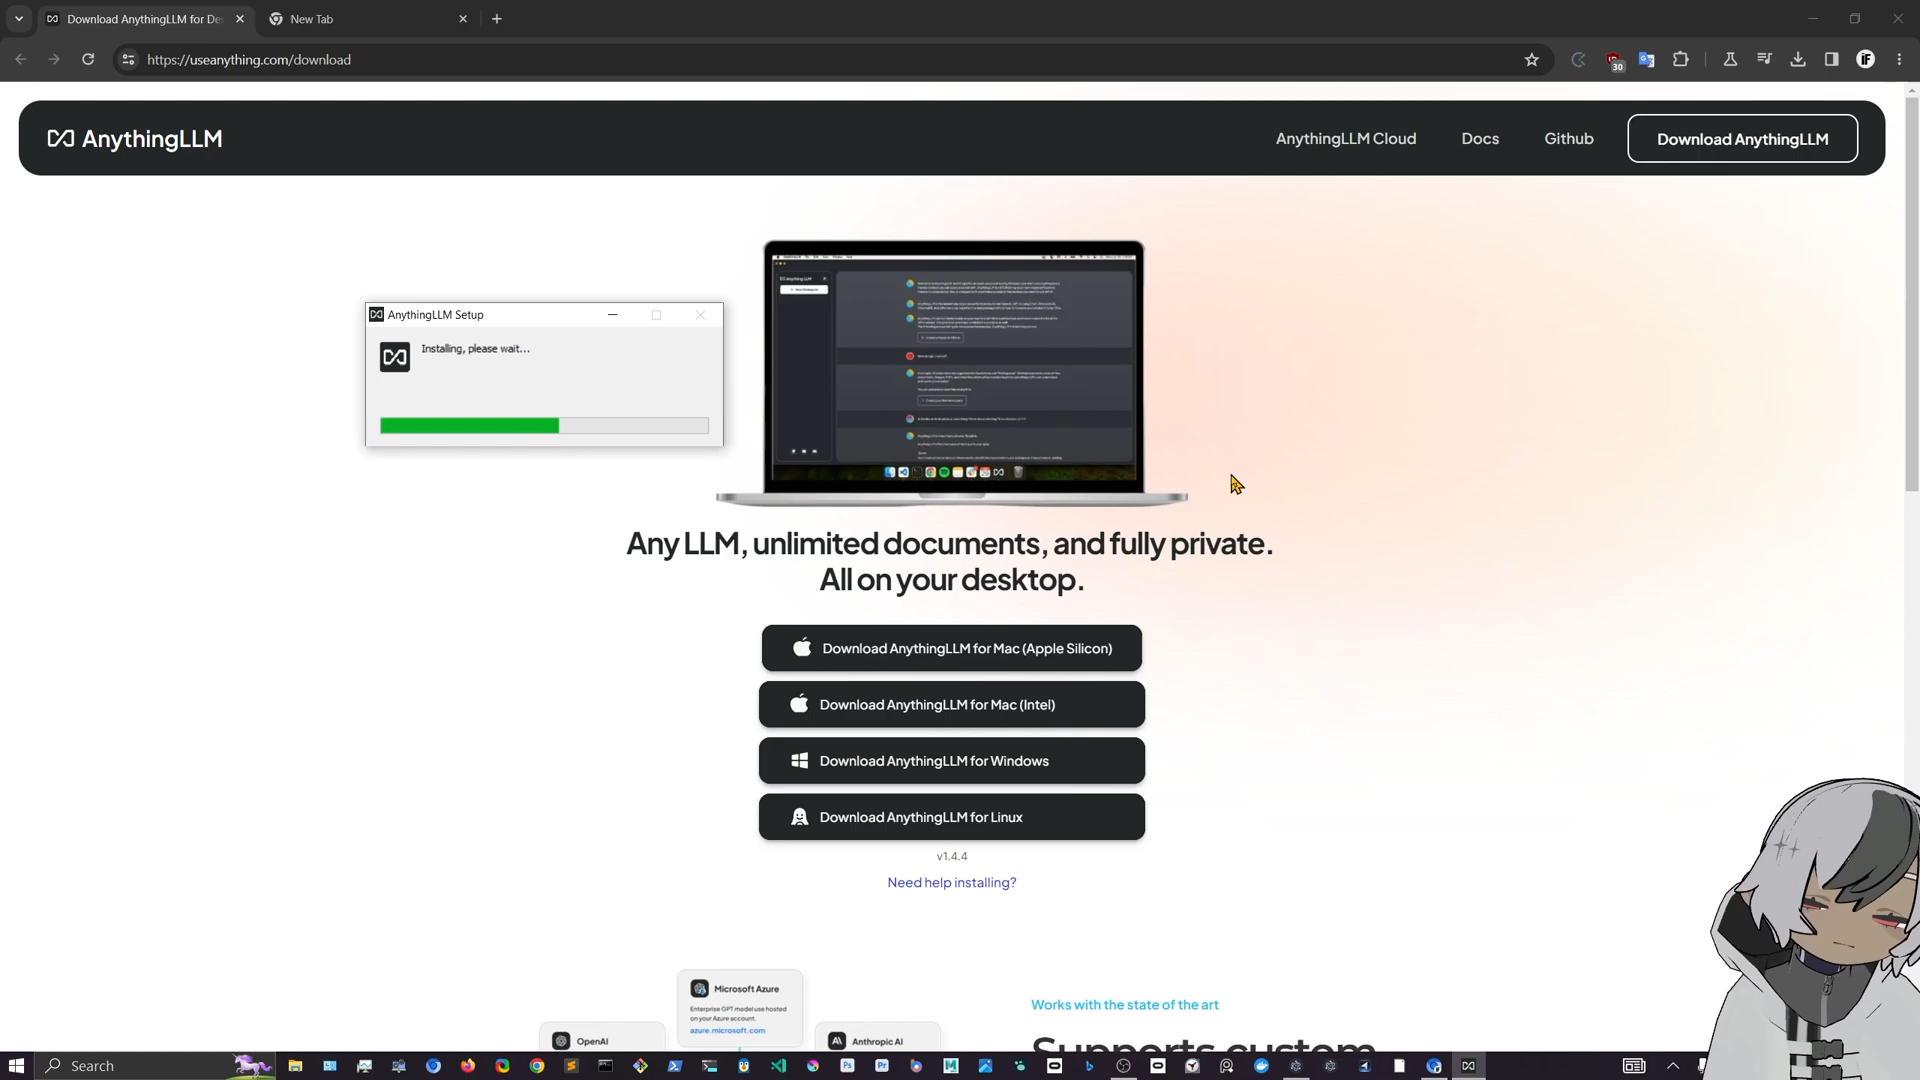 Download AnythingLLM for De
New Tab
https://useanything.com/download
30
AnythingLLM
AnythingLLM Cloud
Docs
Github
Download AnythingLLM
AnythingLLM Setup
Installing, please wait...
Any LLM, unlimited documents, and fully private.
All on your desktop.
Download AnythingLLM for Mac (Apple Silicon)
Download AnythingLLM for Mac (Intel)
Download AnythingLLM for Windows
Download AnythingLLM for Linux
v1.4.4
Need help installing?
Microsoft Azure
Enterprise GPT model use hosted
on your Azure account.
azure.microsoft.com
OpenAI
Anthropic AI
Works with the state of the art
Supports custom
Search